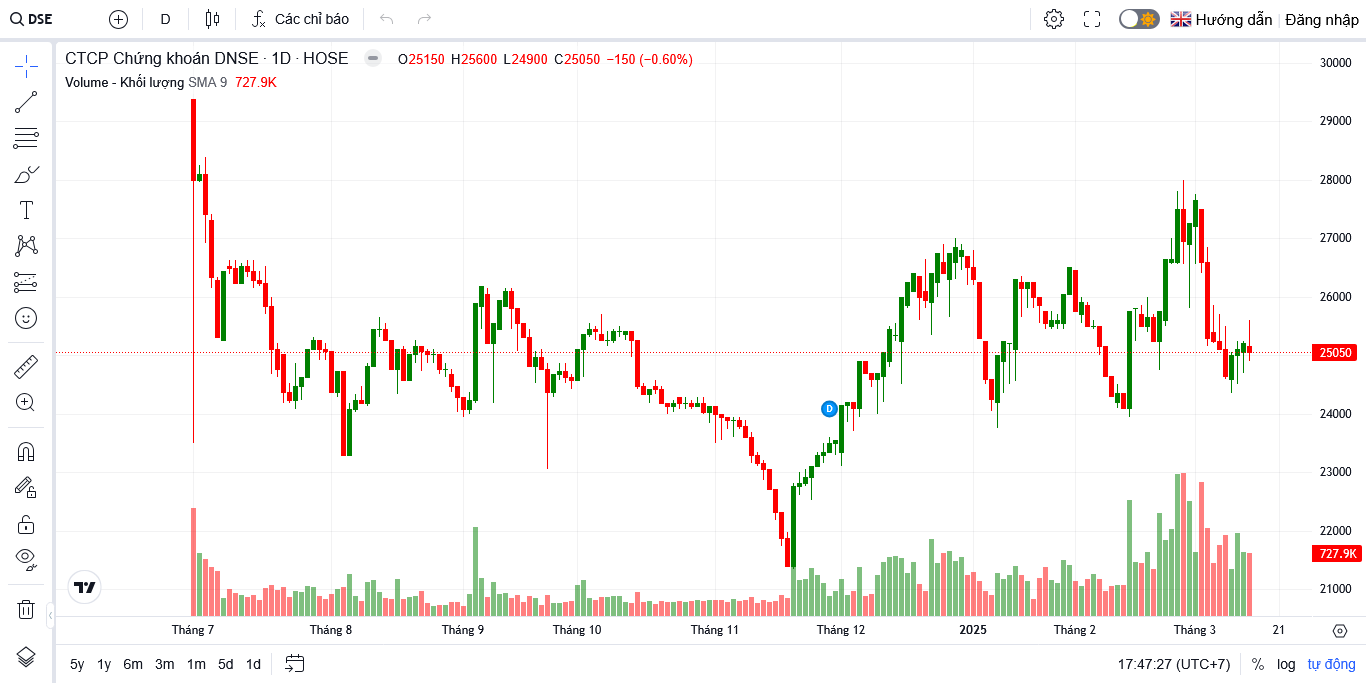 DSE D Các chỉ báo Hướng dẫn Đăng nhập
CTCP Chứng khoán DNSE · 1D · HOSE O25150 H25600 L24900 C25050 −150 (−0.60%)
Volume - Khối lượng SMA 9 727.9K
30000
29000
28000
27000
26000
25050
24000
23000
22000
727.9K
21000
D
Tháng 7 Tháng 8 Tháng 9 Tháng 10 Tháng 11 Tháng 12 2025 Tháng 2 Tháng 3 21
5y 1y 6m 3m 1m 5d 1d 17:47:27 (UTC+7) % log tự động